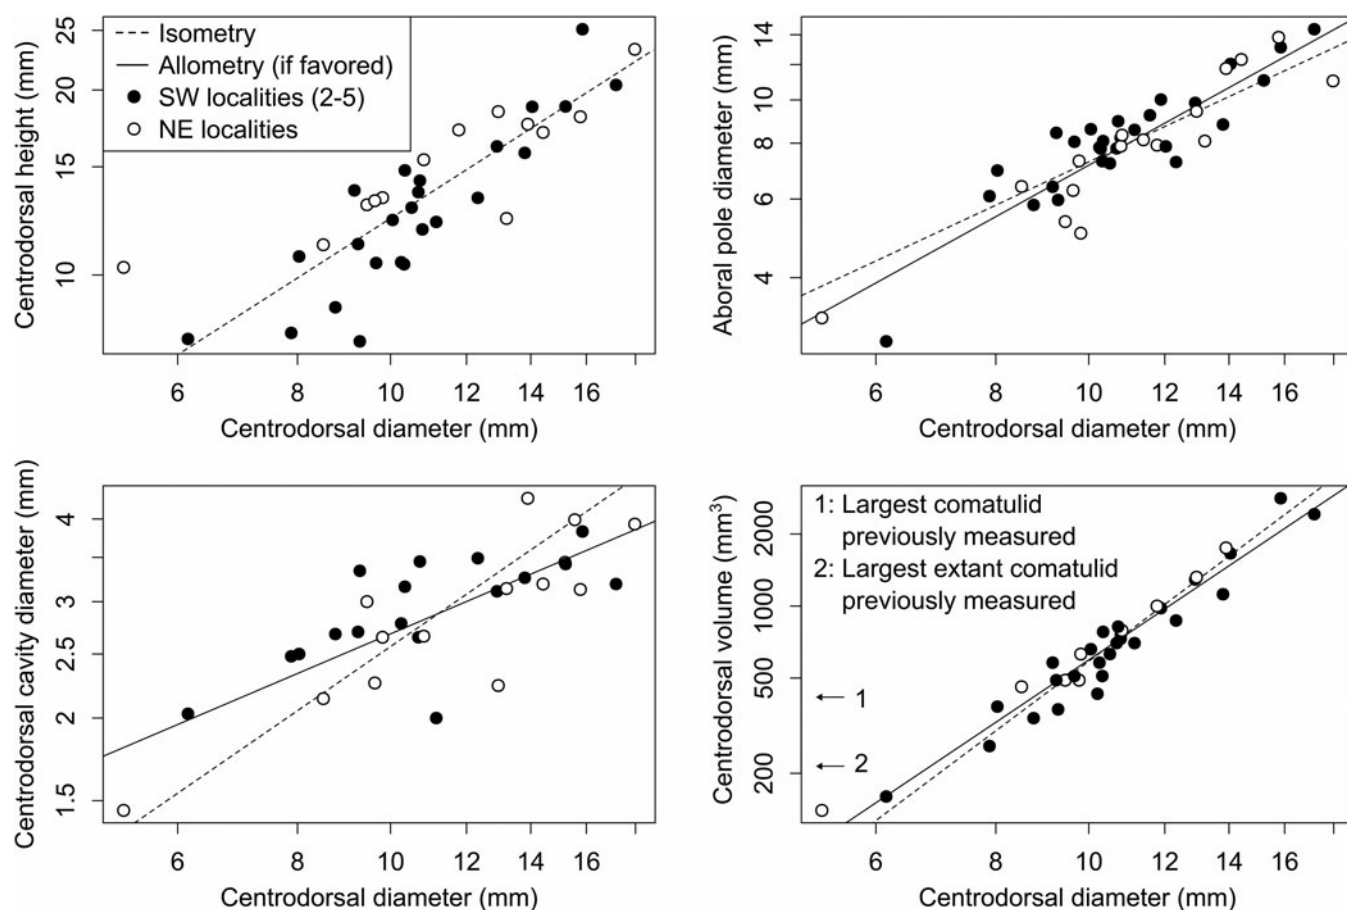 25
20
15
10
Centrodorsal height (mm)
Isometry
Allometry (if favored)
SW localities (2-5)
NE localities
6 8 10 12 14 16
Centrodorsal diameter (mm)
14
10
8
6
4
Aboral pole diameter (mm)
6 8 10 12 14 16
Centrodorsal diameter (mm)
4
3
2.5
2
1.5
Centrodorsal cavity diameter (mm)
6 8 10 12 14 16
Centrodorsal diameter (mm)
2000
1000
500
200
Centrodorsal volume (mm³)
1: Largest comatulid
previously measured
2: Largest extant comatulid
previously measured
← 1
← 2
6 8 10 12 14 16
Centrodorsal diameter (mm)